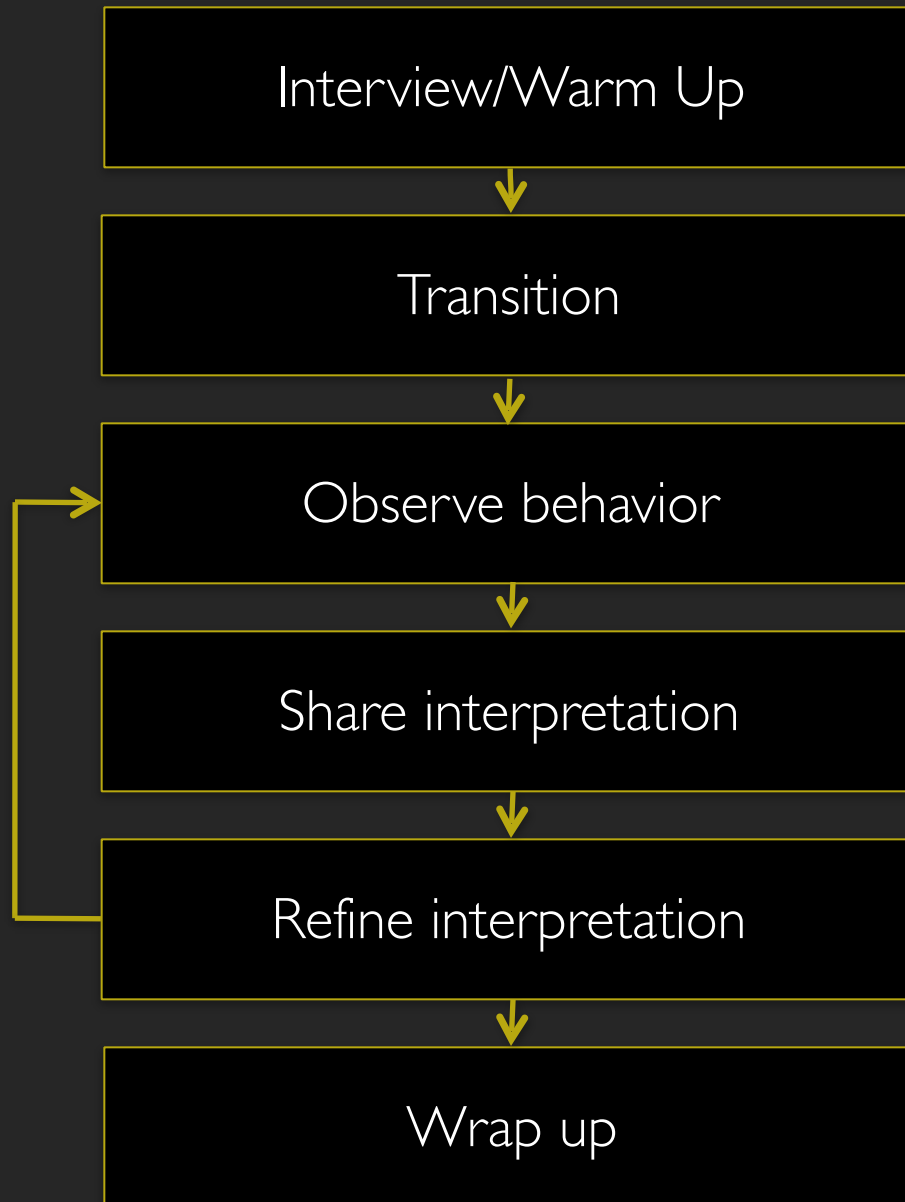 Interview/Warm Up
Transition
Observe behavior
Share interpretation
Refine interpretation
Wrap up